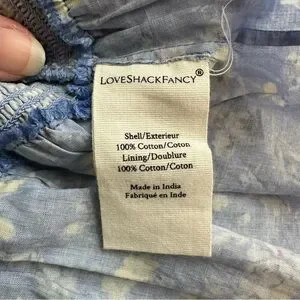 LOVESHACKFANCY®
Shell/Exterieur
100% Cotton/Coton
Lining/Doublure
100% Cotton/Coton
Made in India
Fabriqué en Inde